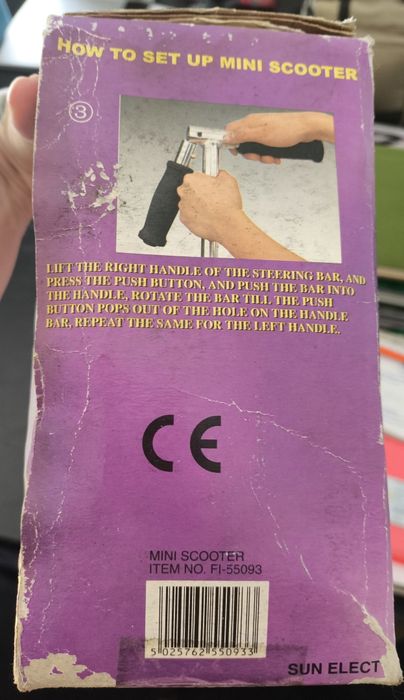 HOW TO SET UP MINI SCOOTER
3
LIFT THE RIGHT HANDLE OF THE STEERING BAR, AND
PRESS THE PUSH BUTTON, AND PUSH THE BAR INTO
THE HANDLE, ROTATE THE BAR TILL THE PUSH
BUTTON POPS OUT OF THE HOLE ON THE HANDLE
BAR, REPEAT THE SAME FOR THE LEFT HANDLE.
CE
MINI SCOOTER
ITEM NO. FI-55093
5 025762 550933
SUN ELECT